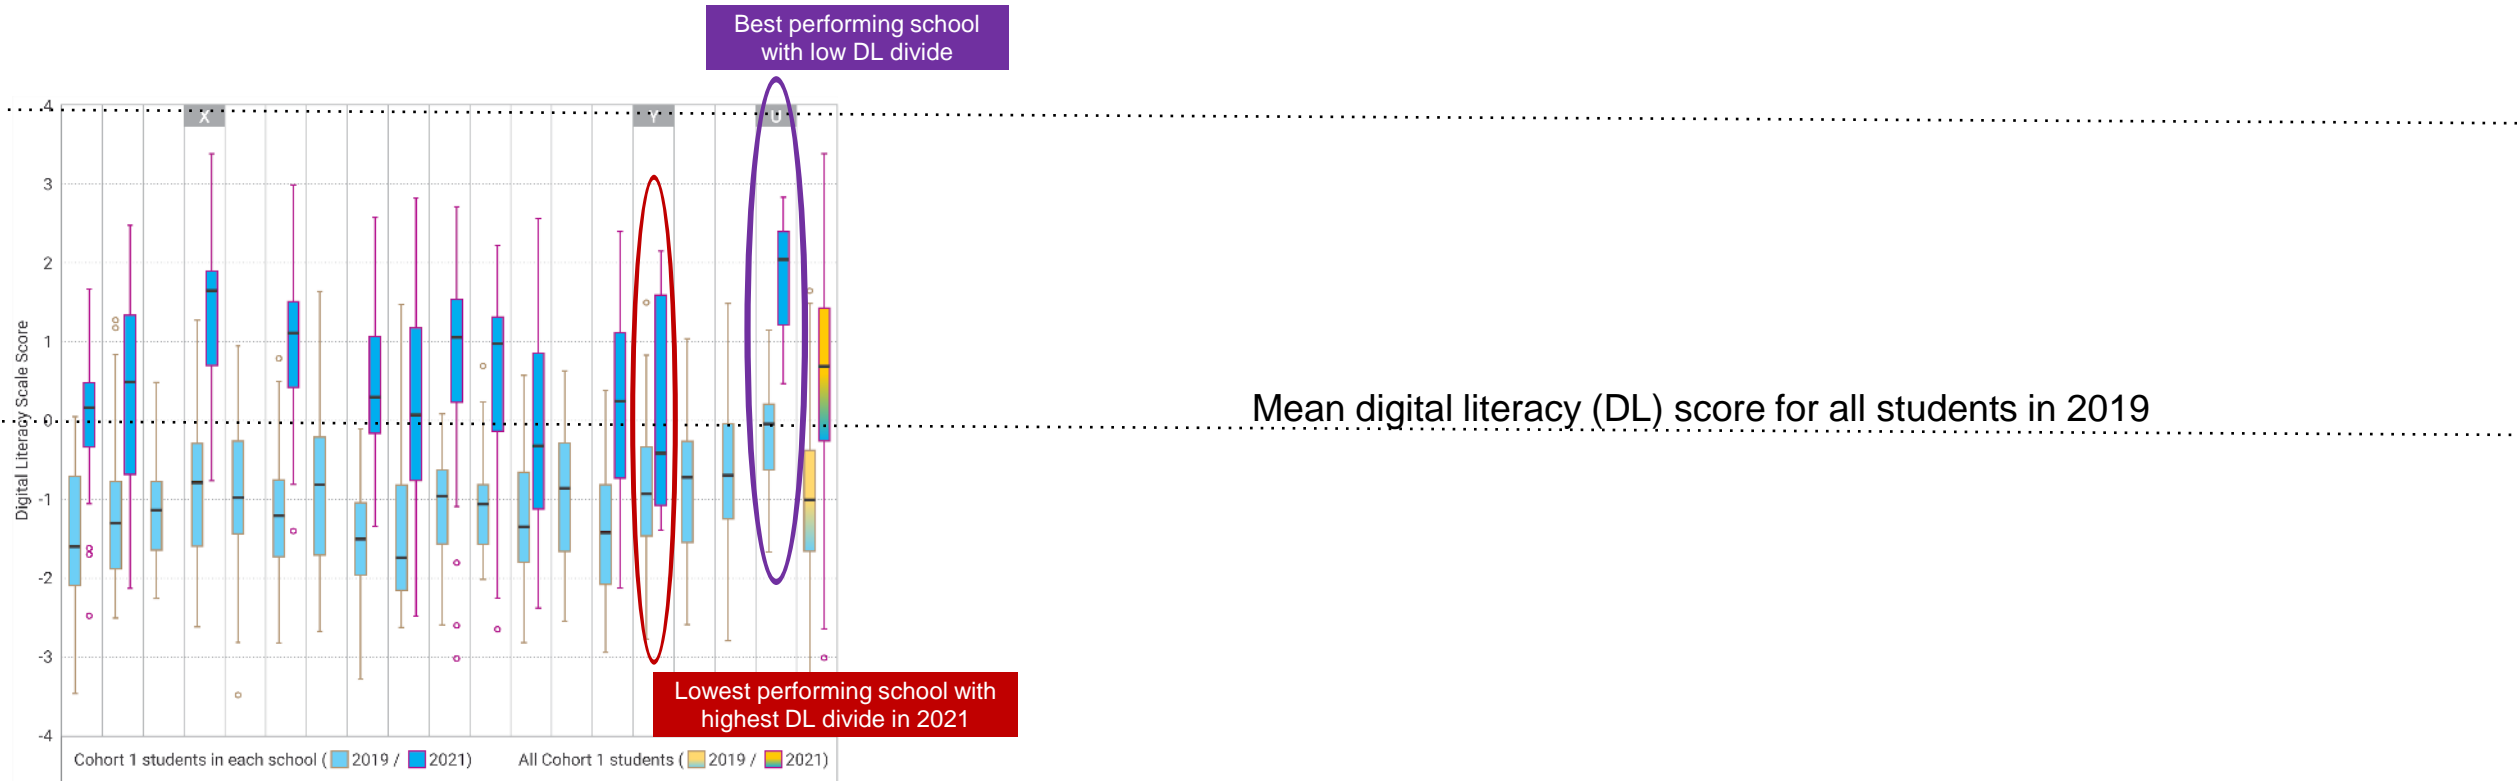 Best performing school
with low DL divide
4
X
Y
U
3
2
1
0
-1
-2
-3
-4
Digital Literacy Scale Score
Mean digital literacy (DL) score for all students in 2019
Lowest performing school with
highest DL divide in 2021
Cohort 1 students in each school ( 2019 / 2021) All Cohort 1 students ( 2019 / 2021)